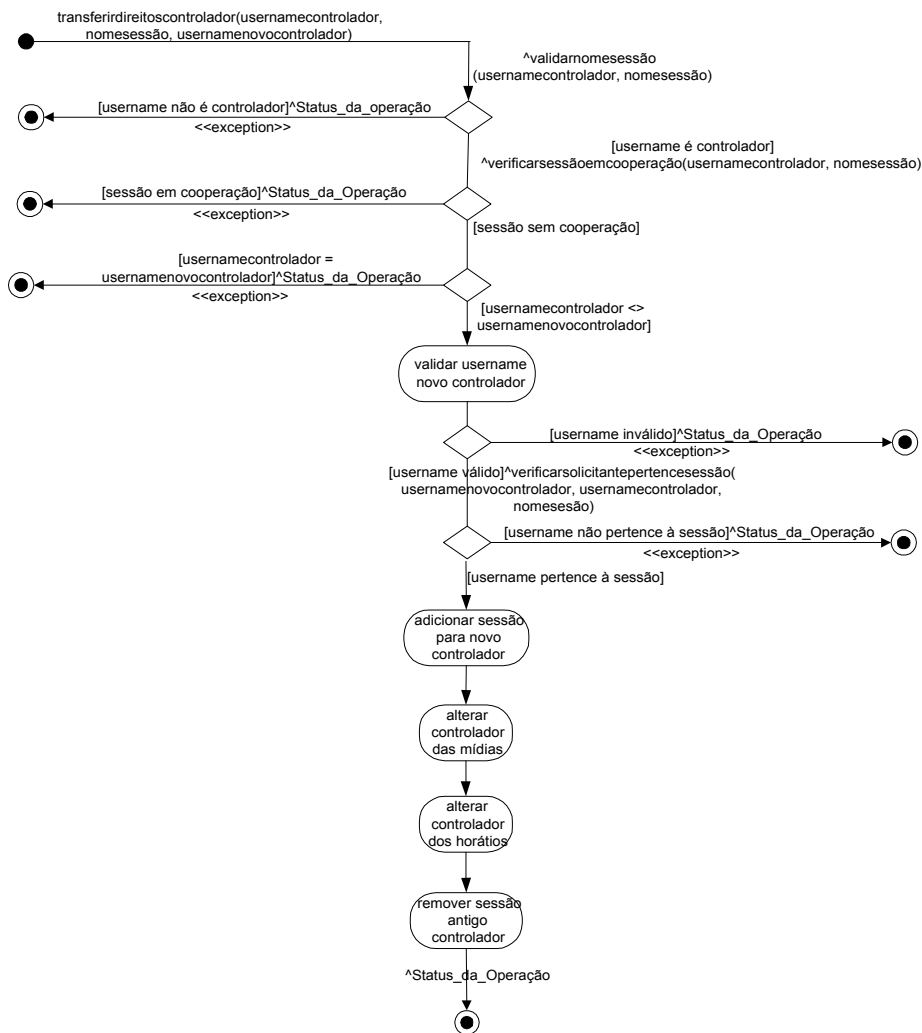 transferirdireitoscontrolador(usernamecontrolador,
nomesessão, usernamenovocontrolador)
^validarnomesessão
(usernamecontrolador, nomesessão)
[username não é controlador]^Status_da_operação
<<exception>>
[username é controlador]
^verificarsessãoemcooperação(usernamecontrolador, nomesessão)
[sessão em cooperação]^Status_da_Operação
<<exception>>
[sessão sem cooperação]
[usernamecontrolador =
usernamenovocontrolador]^Status_da_Operação
<<exception>>
[usernamecontrolador <>
usernamenovocontrolador]
validar username
novo controlador
[username inválido]^Status_da_Operação
<<exception>>
[username válido]^verificarsolicitantepertencesessão(
usernamenovocontrolador, usernamecontrolador,
nomesesão)
[username não pertence à sessão]^Status_da_Operação
<<exception>>
[username pertence à sessão]
adicionar sessão
para novo
controlador
alterar
controlador
das mídias
alterar
controlador
dos horátios
remover sessão
antigo
controlador
^Status_da_Operação